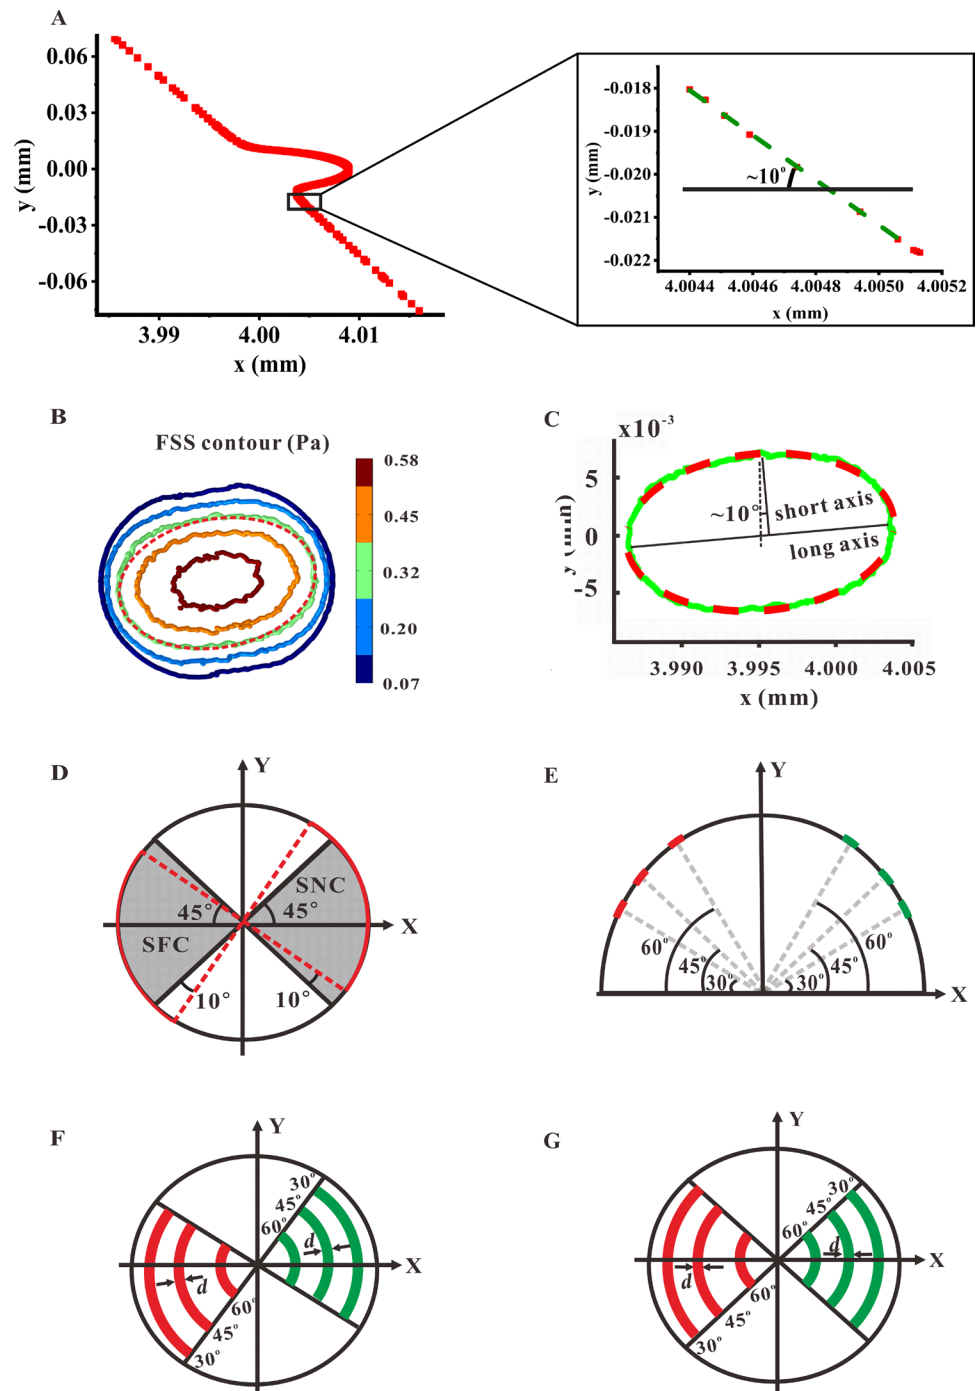 A
0.06
0.03
0.00
-0.03
-0.06
y (mm)
3.99 4.00 4.01
x (mm)
-0.018
-0.019
-0.020
-0.021
-0.022
y (mm)
~10°
4.0044 4.0046 4.0048 4.0050 4.0052
x (mm)
B
FSS contour (Pa)
0.58
0.45
0.32
0.20
0.07
C
x10⁻³
5
0
-5
~10°
short axis
long axis
3.990 3.995 4.000 4.005
x (mm)
D
Y
X
SNC
45°
45°
SFC
10°
10°
E
Y
X
60°
45°
30°
30°
45°
60°
F
Y
X
30°
45°
60°
d
d
60°
45°
30°
G
Y
X
30°
45°
60°
d
d
60°
45°
30°